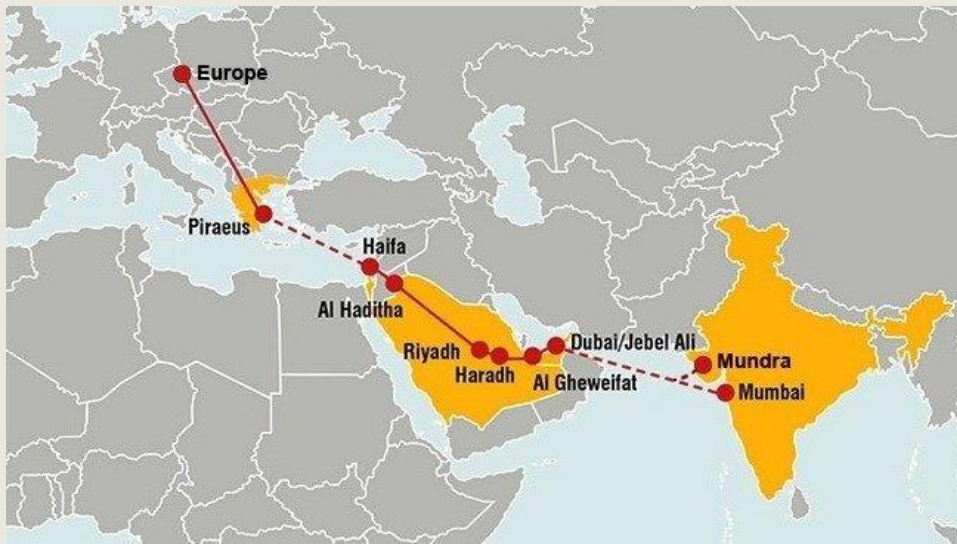 Europe
Piraeus
Haifa
Al Haditha
Riyadh
Haradh
Al Gheweifat
Dubai/Jebel Ali
Mundra
Mumbai